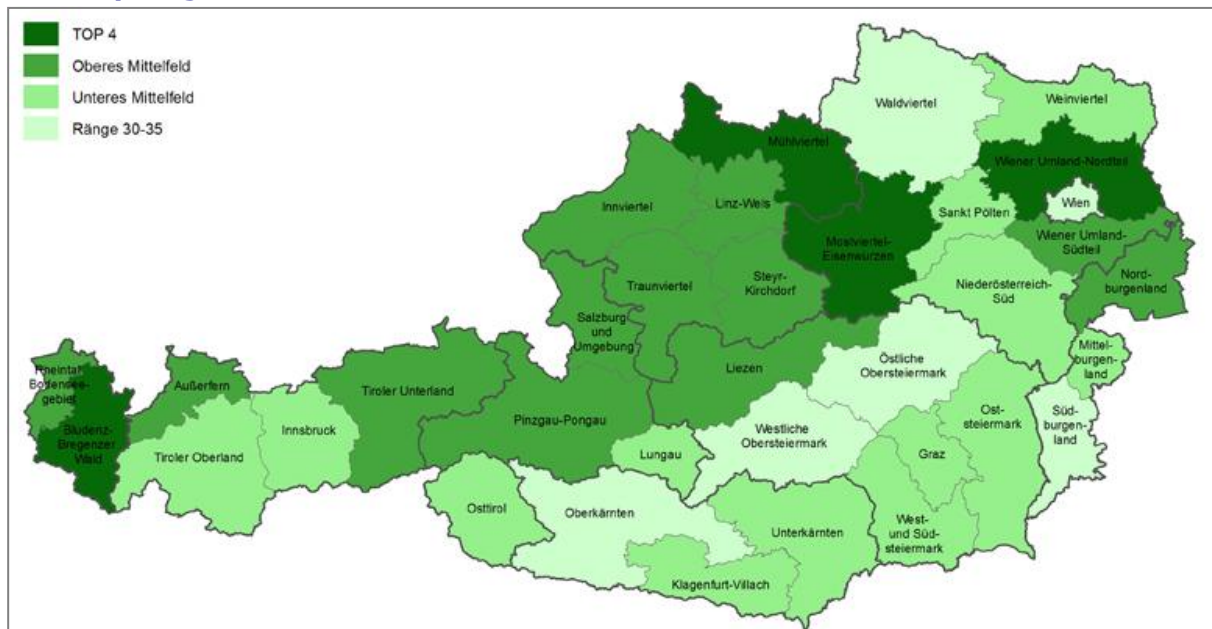 TOP 4
Oberes Mittelfeld
Unteres Mittelfeld
Ränge 30-35
Waldviertel
Weinviertel
Mühlviertel
Wiener Umland-Nordteil
Wien
Innviertel
Linz-Wels
Sankt Pölten
Mostviertel-
Eisenwurzen
Wiener Umland-
Südteil
Nord-
burgenland
Traunviertel
Steyr-
Kirchdorf
Niederösterreich-
Süd
Salzburg
und
Umgebung
Mittel-
burgen-
land
Rheintal-
Bodensee-
gebiet
Außerfern
Tiroler Unterland
Liezen
Östliche
Obersteiermark
Bludenz-
Bregenzer
Wald
Innsbruck
Pinzgau-Pongau
Ost-
steiermark
Süd-
burgen-
land
Tiroler Oberland
Lungau
Westliche
Obersteiermark
Graz
Osttirol
Oberkärnten
Unterkärnten
West-
und Süd-
steiermark
Klagenfurt-Villach